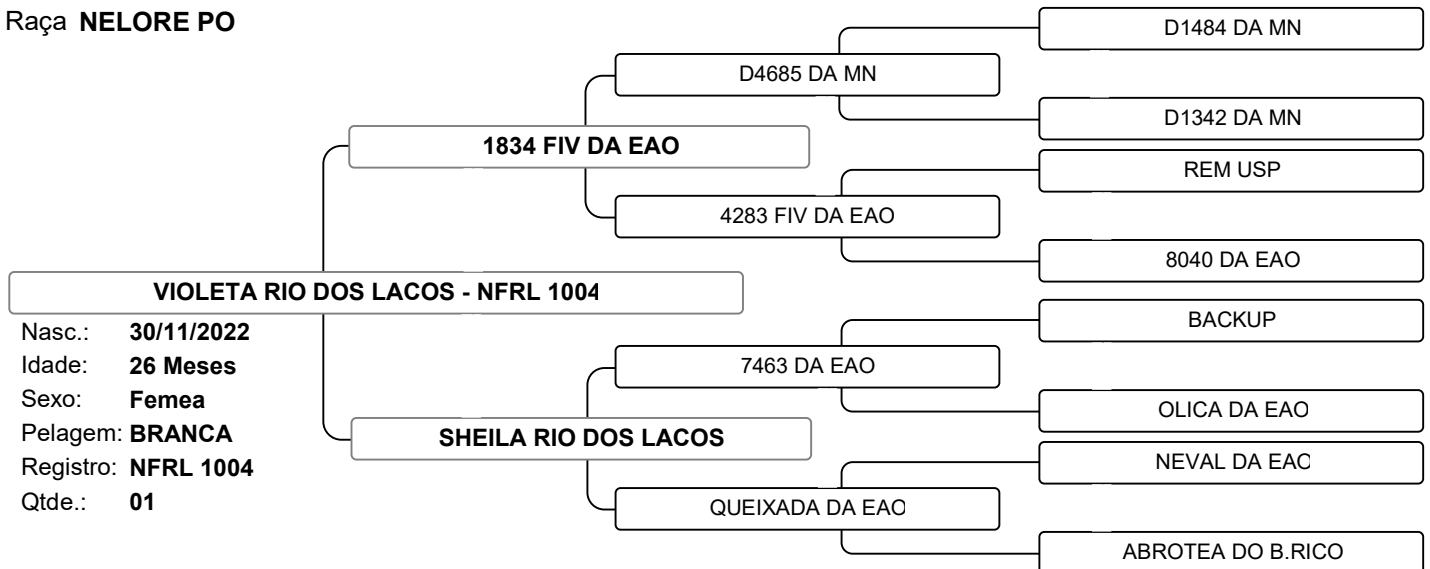 Raça NELORE PO
D1484 DA MN
D4685 DA MN
D1342 DA MN
1834 FIV DA EAO
REM USP
4283 FIV DA EAO
8040 DA EAO
VIOLETA RIO DOS LACOS - NFRL 1004
Nasc.: 30/11/2022
Idade: 26 Meses
Sexo: Femea
Pelagem: BRANCA
Registro: NFRL 1004
Qtde.: 01
BACKUP
7463 DA EAO
OLICA DA EAO
SHEILA RIO DOS LACOS
NEVAL DA EAO
QUEIXADA DA EAO
ABROTEA DO B.RICO